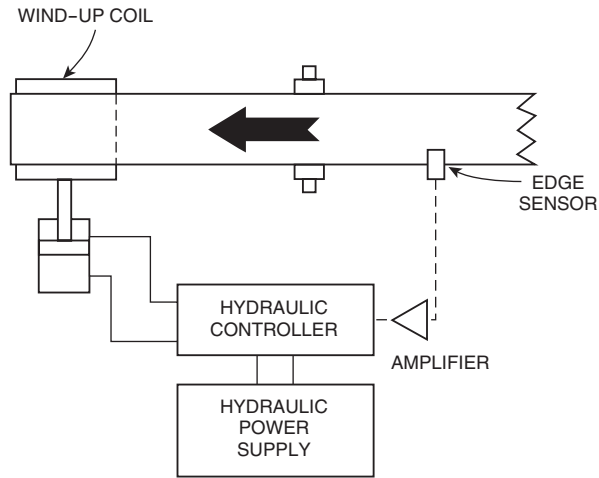 WIND-UP COIL
EDGE
SENSOR
HYDRAULIC
CONTROLLER
AMPLIFIER
HYDRAULIC
POWER
SUPPLY